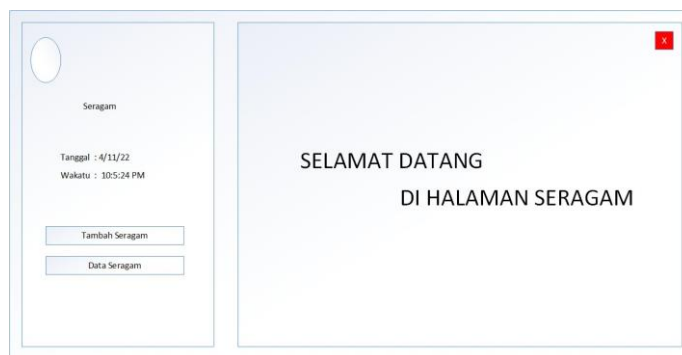 Seragam
Tanggal : 4/11/22
Wakatu : 10:5:24 PM
Tambah Seragam
Data Seragam
X
SELAMAT DATANG
DI HALAMAN SERAGAM